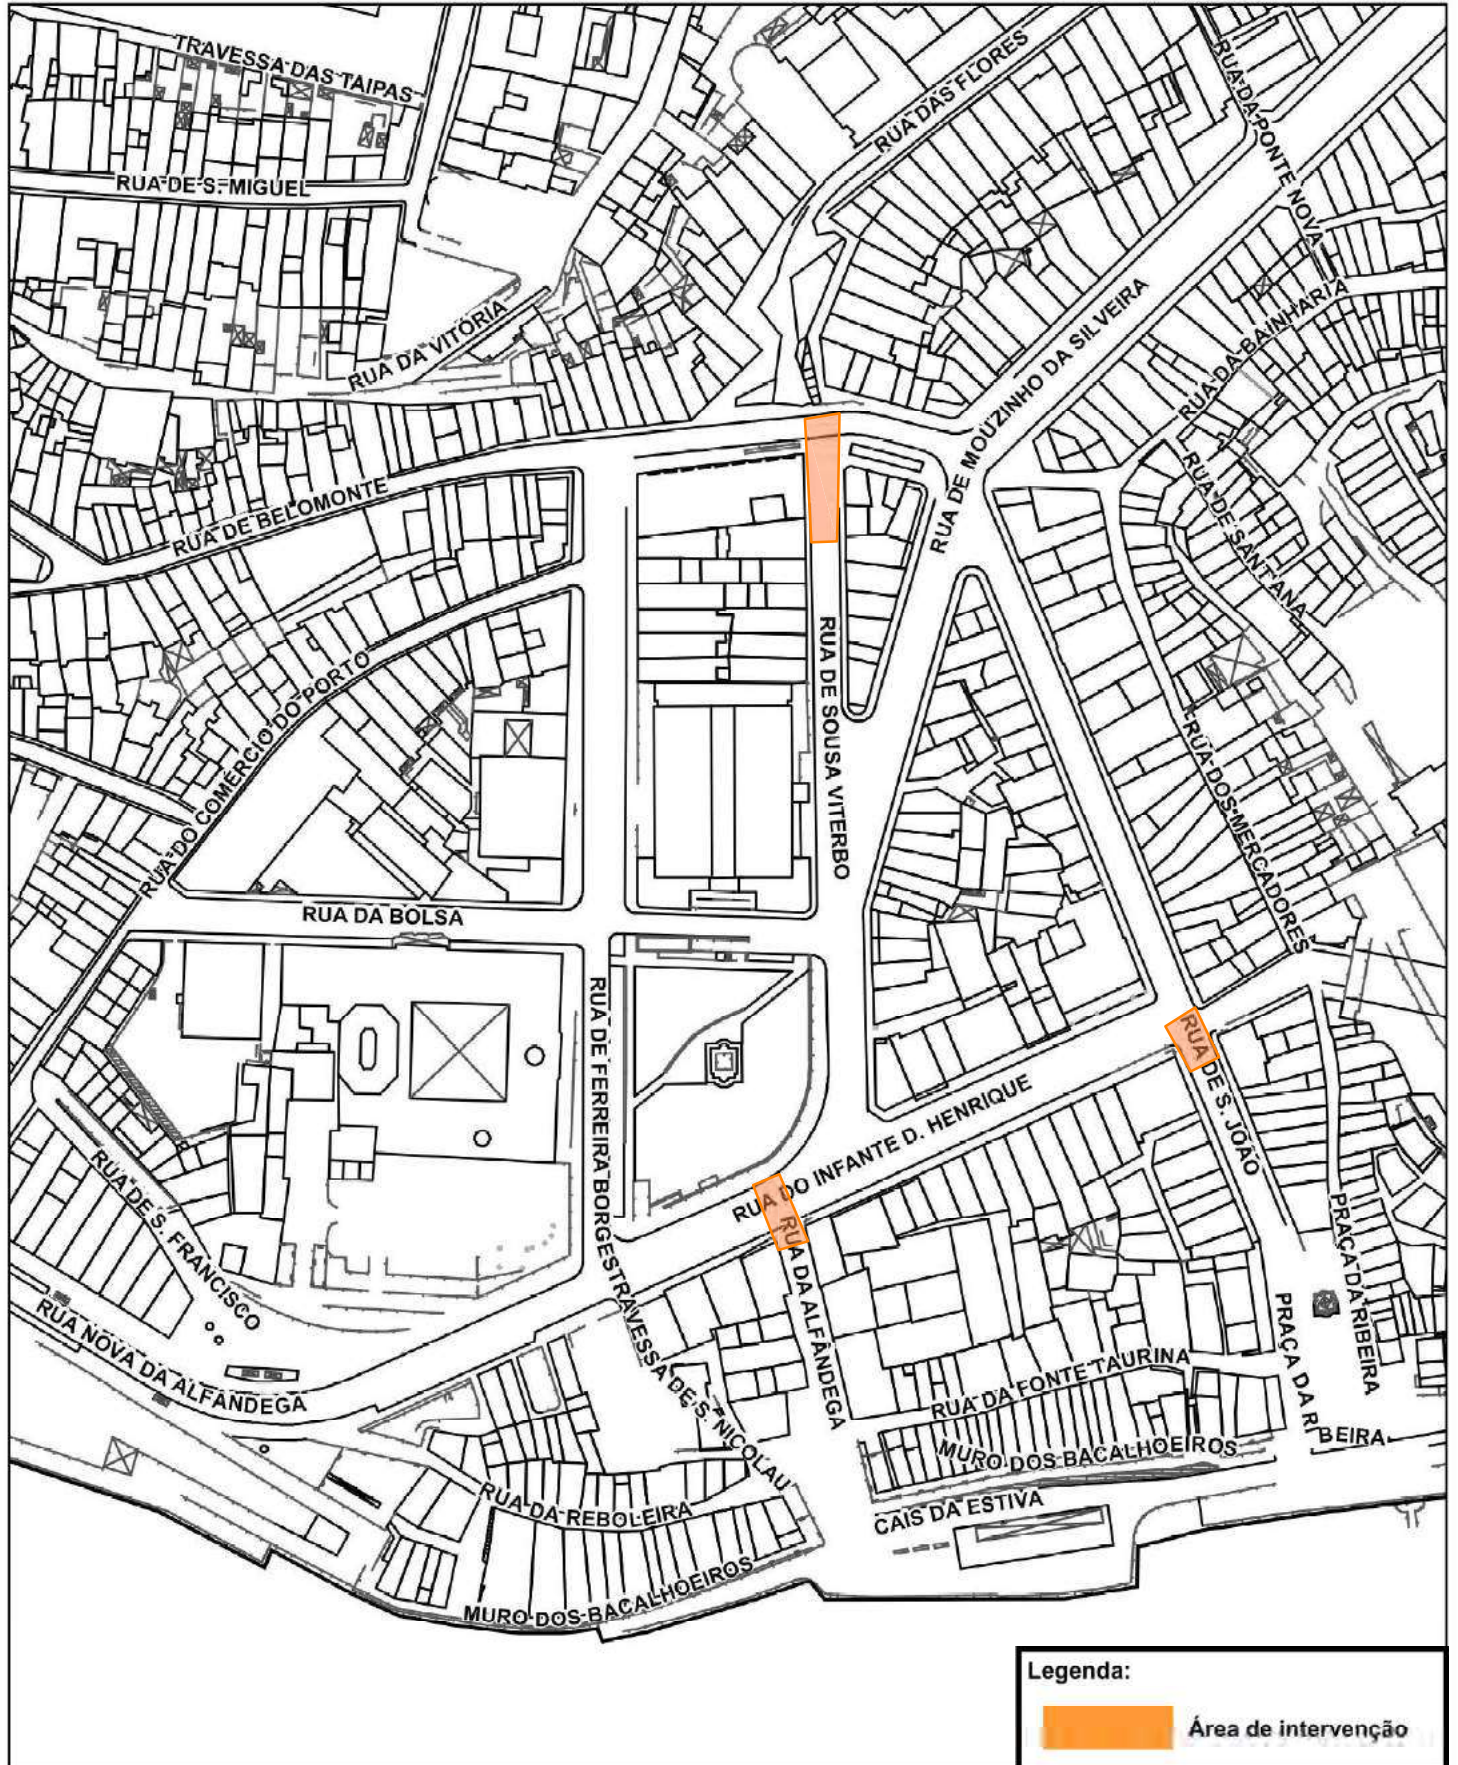 TRAVESSA DAS TAIPAS
RUA DAS FLORES
RUA DA PONTE NOVA
RUA DE S. MIGUEL
RUA DA VITÓRIA
RUA DE MOUZINHO DA SILVEIRA
RUA DA BAINHARIA
RUA DE BELOMONTE
RUA DE SANT'ANA
RUA DO COMÉRCIO DO PORTO
RUA DE SOUSA VITERBO
RUA DOS MERCADORES
RUA DA BOLSA
RUA DE FERREIRA BORGES
RUA DE S. JOÃO
RUA DO INFANTE D. HENRIQUE
RUA DE S. FRANCISCO
RUA DA ALFÂNDEGA
PRAÇA DA RIBEIRA
RUA NOVA DA ALFÂNDEGA
TRAVESSA DE S. NICOLAU
RUA DA FONTE TAURINA
PRAÇA DA RIBEIRA
MURO DOS BACALHOEIROS
RUA DA REBOLEIRA
CAIS DA ESTIVA
MURO DOS BACALHOEIROS
Legenda:
Área de intervenção